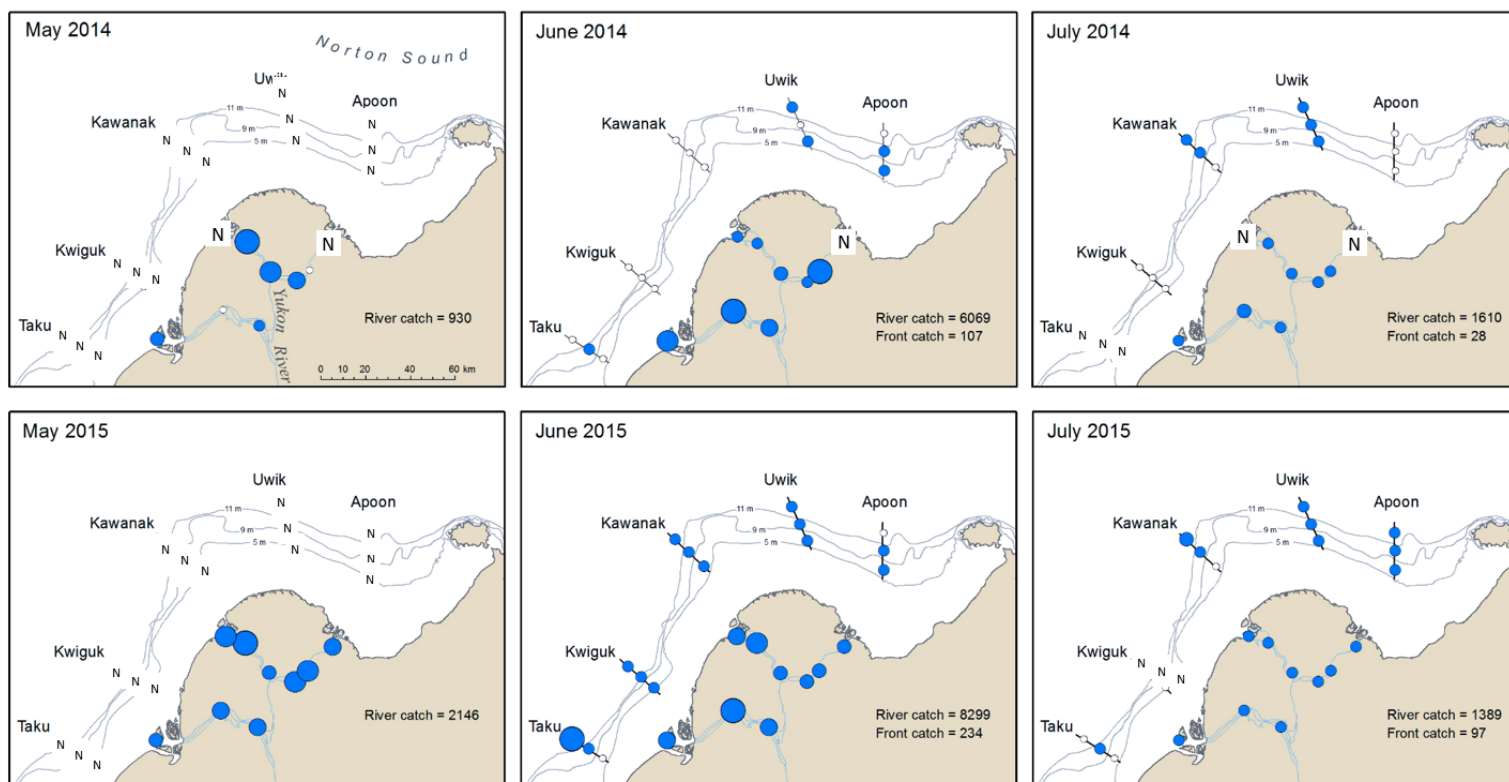 May 2014
Norton Sound
Uwik
Apoon
Kawanak
11 m
9 m
5 m
N
N
N
N
N
N
N
N
N
N
N
N
N
N
Kwiguk
N
N
N
Taku
N
N
N
Yukon River
River catch = 930
0 10 20 40 60 km
June 2014
Uwik
Apoon
Kawanak
11 m
9 m
5 m
N
Kwiguk
Taku
River catch = 6069
Front catch = 107
July 2014
Uwik
Apoon
Kawanak
11 m
9 m
5 m
N
N
Kwiguk
Taku
N
N
N
River catch = 1610
Front catch = 28
May 2015
Uwik
Apoon
Kawanak
11 m
9 m
5 m
N
N
N
N
N
N
N
N
N
N
N
N
Kwiguk
N
N
N
Taku
N
N
N
River catch = 2146
June 2015
Uwik
Apoon
Kawanak
11 m
9 m
5 m
Kwiguk
Taku
River catch = 8299
Front catch = 234
July 2015
Uwik
Apoon
Kawanak
11 m
9 m
5 m
Kwiguk
N
N
N
Taku
River catch = 1389
Front catch = 97